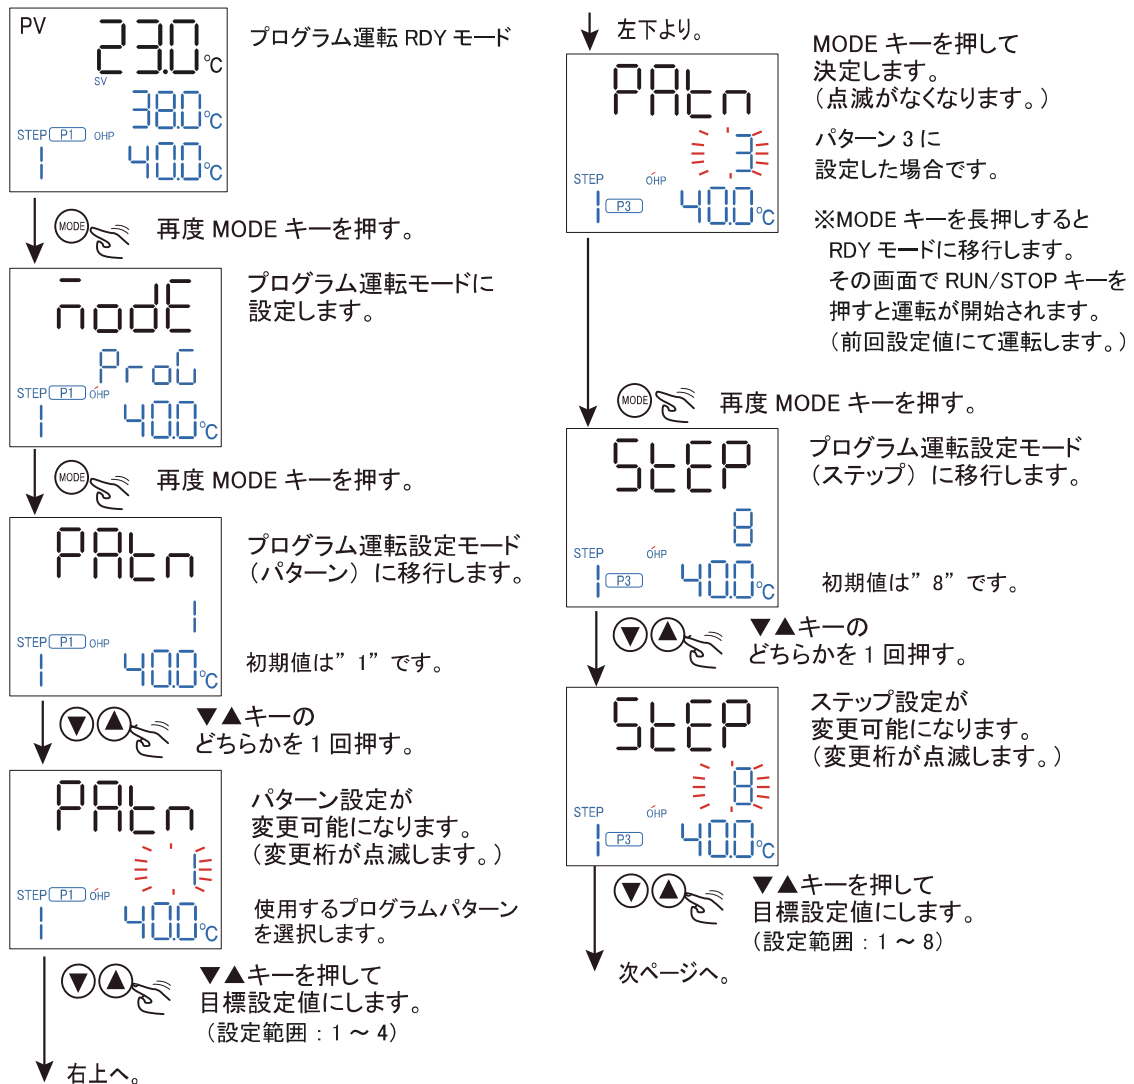 PV
23.0 ℃
プログラム運転 RDY モード
SV
38.0 ℃
STEP P1 OHP
1 40.0 ℃
MODE
再度 MODE キーを押す。
modE
プログラム運転モードに
設定します。
ProG
STEP P1 OHP
1 40.0 ℃
MODE
再度 MODE キーを押す。
PAtn
プログラム運転設定モード
（パターン）に移行します。
1
STEP P1 OHP
1 40.0 ℃
初期値は”1”です。
▼ ▲
▼▲キーの
どちらかを 1 回押す。
PAtn
パターン設定が
変更可能になります。
（変更桁が点滅します。）
1
STEP P1 OHP
1 40.0 ℃
使用するプログラムパターン
を選択します。
▼ ▲
▼▲キーを押して
目標設定値にします。
（設定範囲：1 ～ 4）
右上へ。
左下より。
PAtn
MODE キーを押して
決定します。
（点滅がなくなります。）
3
パターン 3 に
設定した場合です。
STEP OHP
1 P3 40.0 ℃
※MODE キーを長押しすると
RDY モードに移行します。
その画面で RUN/STOP キーを
押すと運転が開始されます。
（前回設定値にて運転します。）
MODE
再度 MODE キーを押す。
StEP
プログラム運転設定モード
（ステップ）に移行します。
8
STEP OHP
1 P3 40.0 ℃
初期値は”8”です。
▼ ▲
▼▲キーの
どちらかを 1 回押す。
StEP
ステップ設定が
変更可能になります。
（変更桁が点滅します。）
8
STEP OHP
1 P3 40.0 ℃
▼ ▲
▼▲キーを押して
目標設定値にします。
（設定範囲：1 ～ 8）
次ページへ。